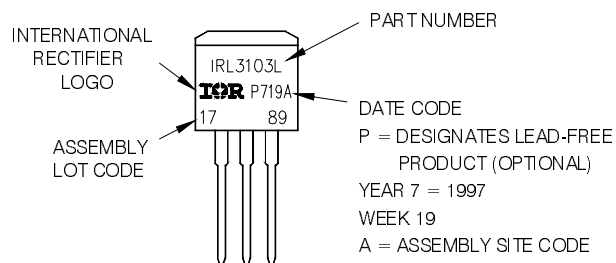 PART NUMBER
INTERNATIONAL
RECTIFIER
LOGO
IRL3103L
IOR P719A
17 89
ASSEMBLY
LOT CODE
DATE CODE
P = DESIGNATES LEAD-FREE
PRODUCT (OPTIONAL)
YEAR 7 = 1997
WEEK 19
A = ASSEMBLY SITE CODE